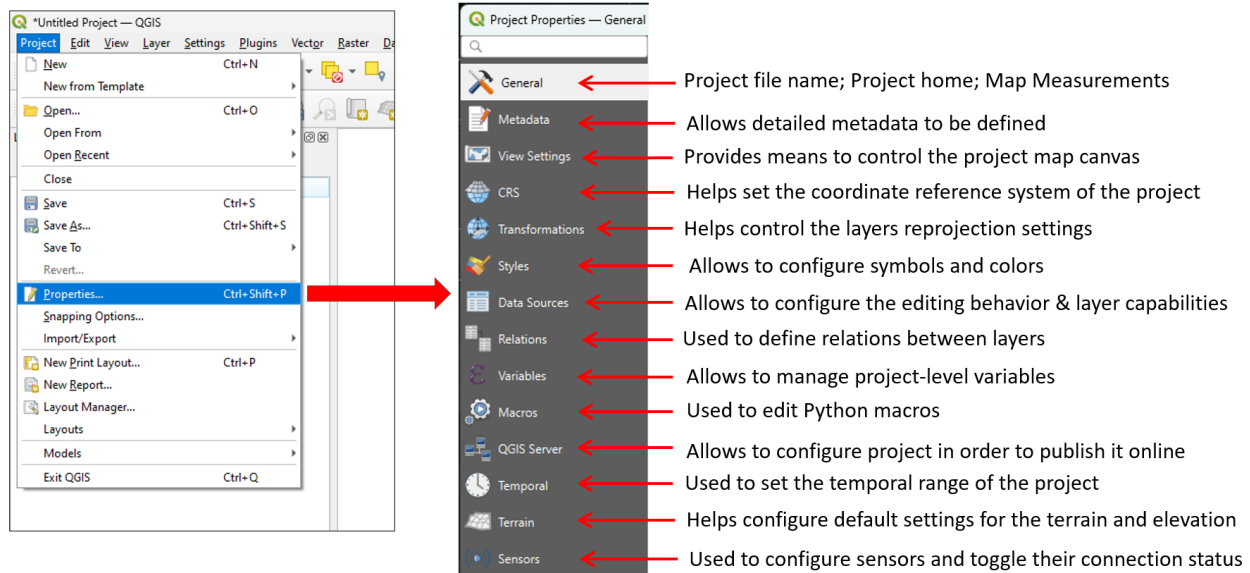 *Untitled Project — QGIS
Project Edit View Layer Settings Plugins Vector Raster Da
New Ctrl+N
New from Template
Open... Ctrl+O
Open From
Open Recent
Close
Save Ctrl+S
Save As... Ctrl+Shift+S
Save To
Revert...
Properties... Ctrl+Shift+P
Snapping Options...
Import/Export
New Print Layout... Ctrl+P
New Report...
Layout Manager...
Layouts
Models
Exit QGIS Ctrl+Q
Project Properties — General
General Project file name; Project home; Map Measurements
Metadata Allows detailed metadata to be defined
View Settings Provides means to control the project map canvas
CRS Helps set the coordinate reference system of the project
Transformations Helps control the layers reprojection settings
Styles Allows to configure symbols and colors
Data Sources Allows to configure the editing behavior & layer capabilities
Relations Used to define relations between layers
Variables Allows to manage project-level variables
Macros Used to edit Python macros
QGIS Server Allows to configure project in order to publish it online
Temporal Used to set the temporal range of the project
Terrain Helps configure default settings for the terrain and elevation
Sensors Used to configure sensors and toggle their connection status